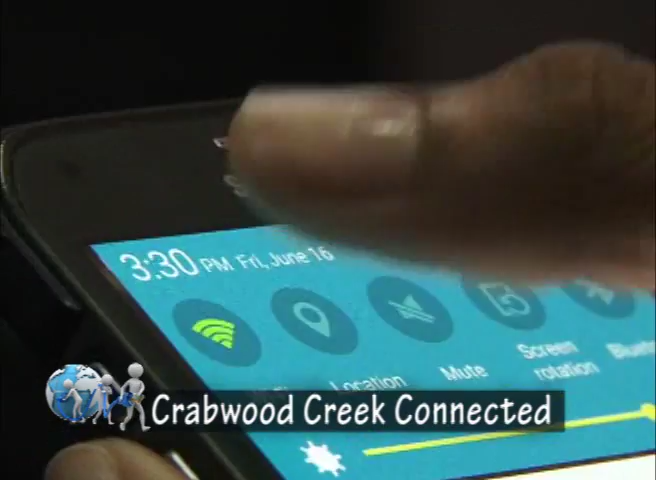 3:30 PM Fri, June 16
Location
Mute
Screen
rotation
Crabwood Creek Connected